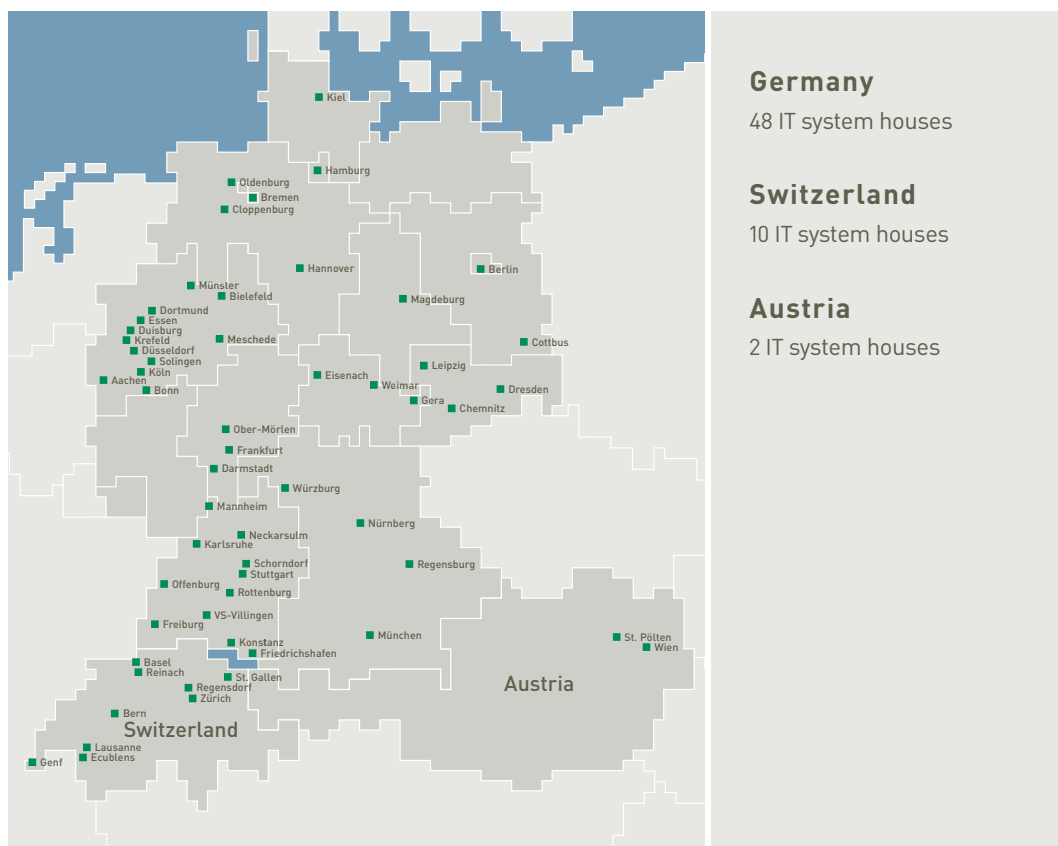 Kiel
Hamburg
Oldenburg
Bremen
Cloppenburg
Hannover
Berlin
Münster
Bielefeld
Magdeburg
Dortmund
Essen
Duisburg
Krefeld
Meschede
Cottbus
Düsseldorf
Solingen
Leipzig
Köln
Eisenach
Aachen
Weimar
Bonn
Dresden
Gera
Chemnitz
Ober-Mörlen
Frankfurt
Darmstadt
Würzburg
Mannheim
Nürnberg
Neckarsulm
Karlsruhe
Schorndorf
Regensburg
Stuttgart
Offenburg
Rottenburg
VS-Villingen
Freiburg
München
St. Pölten
Konstanz
Wien
Friedrichshafen
Basel
Reinach
St. Gallen
Austria
Regensdorf
Zürich
Bern
Switzerland
Lausanne
Ecublens
Genf
Germany
48 IT system houses
Switzerland
10 IT system houses
Austria
2 IT system houses